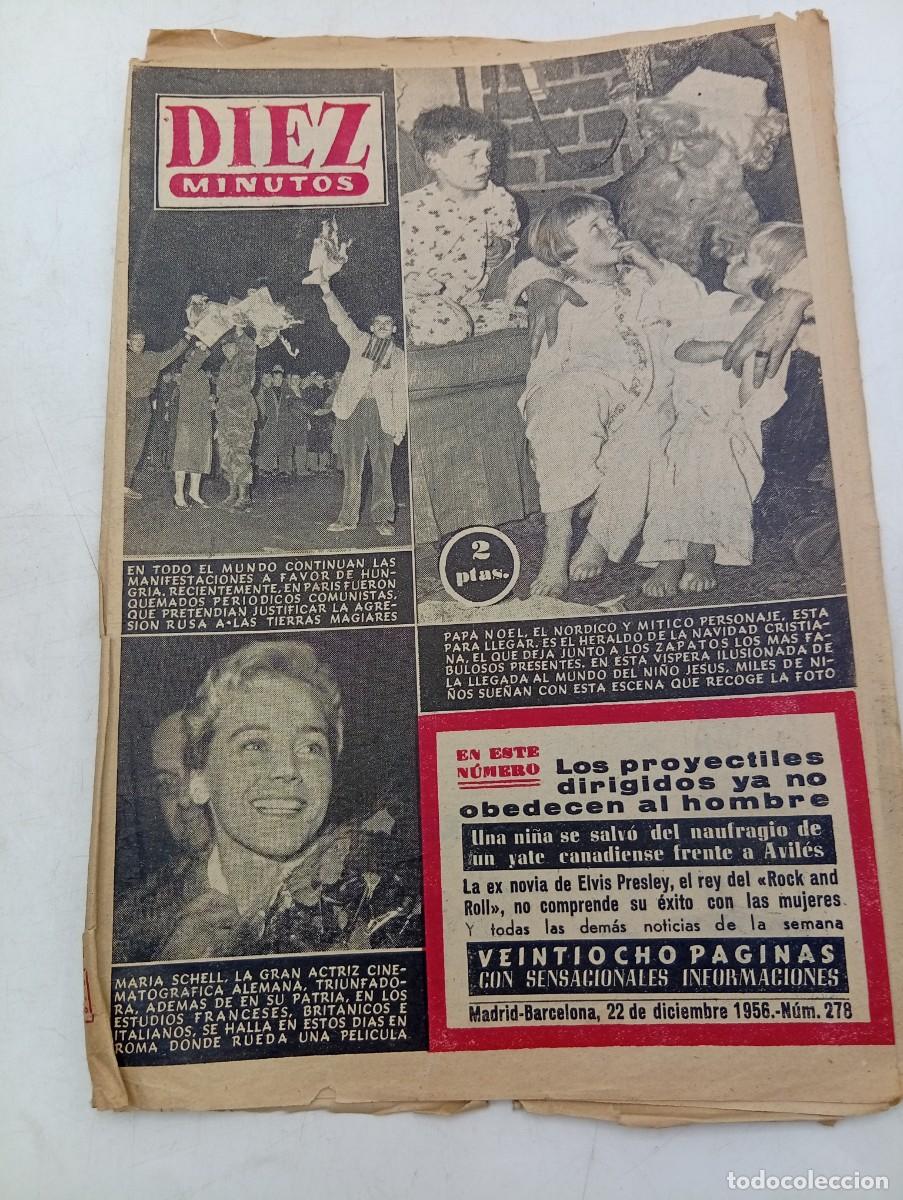 DIEZ
MINUTOS
EN TODO EL MUNDO CONTINUAN LAS
MANIFESTACIONES A FAVOR DE HUN-
GRIA. RECIENTEMENTE, EN PARIS FUERON
QUEMADOS PERIODICOS COMUNISTAS,
QUE PRETENDIAN JUSTIFICAR LA AGRE-
SION RUSA A LAS TIERRAS MAGIARES
2
ptas.
PAPA NOEL, EL NORDICO Y MITICO PERSONAJE, ESTA
PARA LLEGAR. ES EL HERALDO DE LA NAVIDAD CRISTIA-
NA, EL QUE DEJA JUNTO A LOS ZAPATOS LOS MAS FA-
BULOSOS PRESENTES. EN ESTA VISPERA ILUSIONADA DE
LA LLEGADA AL MUNDO DEL NIÑO JESUS, MILES DE NI-
ÑOS SUEÑAN CON ESTA ESCENA QUE RECOGE LA FOTO
MARIA SCHELL, LA GRAN ACTRIZ CINE-
MATOGRAFICA ALEMANA, TRIUNFADO-
RA, ADEMAS DE EN SU PATRIA, EN LOS
ESTUDIOS FRANCESES, BRITANICOS E
ITALIANOS, SE HALLA EN ESTOS DIAS EN
ROMA DONDE RUEDA UNA PELICULA
EN ESTE
NÚMERO
Los proyectiles
dirigidos ya no
obedecen al hombre
Una niña se salvó del naufragio de
un yate canadiense frente a Avilés
La ex novia de Elvis Presley, el rey del «Rock and
Roll», no comprende su éxito con las mujeres
Y todas las demás noticias de la semana
VEINTIOCHO PAGINAS
CON SENSACIONALES INFORMACIONES
Madrid-Barcelona, 22 de diciembre 1956.-Núm. 278
todocoleccion